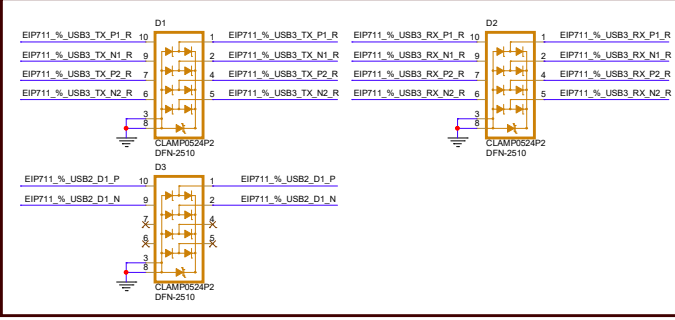 D1
EIP711_%_USB3_TX_P1_R 10 1 EIP711_%_USB3_TX_P1_R
EIP711_%_USB3_TX_N1_R 9 2 EIP711_%_USB3_TX_N1_R
EIP711_%_USB3_TX_P2_R 7 4 EIP711_%_USB3_TX_P2_R
EIP711_%_USB3_TX_N2_R 6 5 EIP711_%_USB3_TX_N2_R
3
8
CLAMP0524P2
DFN-2510
D2
EIP711_%_USB3_RX_P1_R 10 1 EIP711_%_USB3_RX_P1_R
EIP711_%_USB3_RX_N1_R 9 2 EIP711_%_USB3_RX_N1_R
EIP711_%_USB3_RX_P2_R 7 4 EIP711_%_USB3_RX_P2_R
EIP711_%_USB3_RX_N2_R 6 5 EIP711_%_USB3_RX_N2_R
3
8
CLAMP0524P2
DFN-2510
D3
EIP711_%_USB2_D1_P 10 1 EIP711_%_USB2_D1_P
EIP711_%_USB2_D1_N 9 2 EIP711_%_USB2_D1_N
7 4
6 5
3
8
CLAMP0524P2
DFN-2510